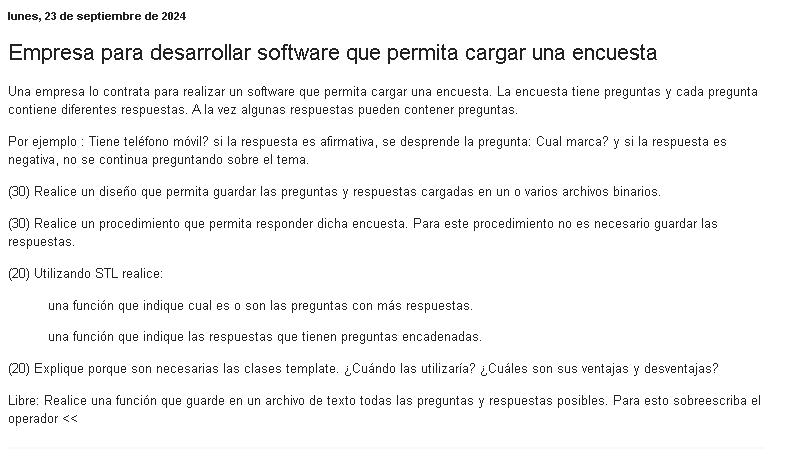 lunes, 23 de septiembre de 2024
Empresa para desarrollar software que permita cargar una encuesta
Una empresa lo contrata para realizar un software que permita cargar una encuesta. La encuesta tiene preguntas y cada pregunta
contiene diferentes respuestas. A la vez algunas respuestas pueden contener preguntas.
Por ejemplo : Tiene teléfono móvil? si la respuesta es afirmativa, se desprende la pregunta: Cual marca? y si la respuesta es
negativa, no se continua preguntando sobre el tema.
(30) Realice un diseño que permita guardar las preguntas y respuestas cargadas en un o varios archivos binarios.
(30) Realice un procedimiento que permita responder dicha encuesta. Para este procedimiento no es necesario guardar las
respuestas.
(20) Utilizando STL realice:
una función que indique cual es o son las preguntas con más respuestas.
una función que indique las respuestas que tienen preguntas encadenadas.
(20) Explique porque son necesarias las clases template. ¿Cuándo las utilizaría? ¿Cuáles son sus ventajas y desventajas?
Libre: Realice una función que guarde en un archivo de texto todas las preguntas y respuestas posibles. Para esto sobreescriba el
operador <<